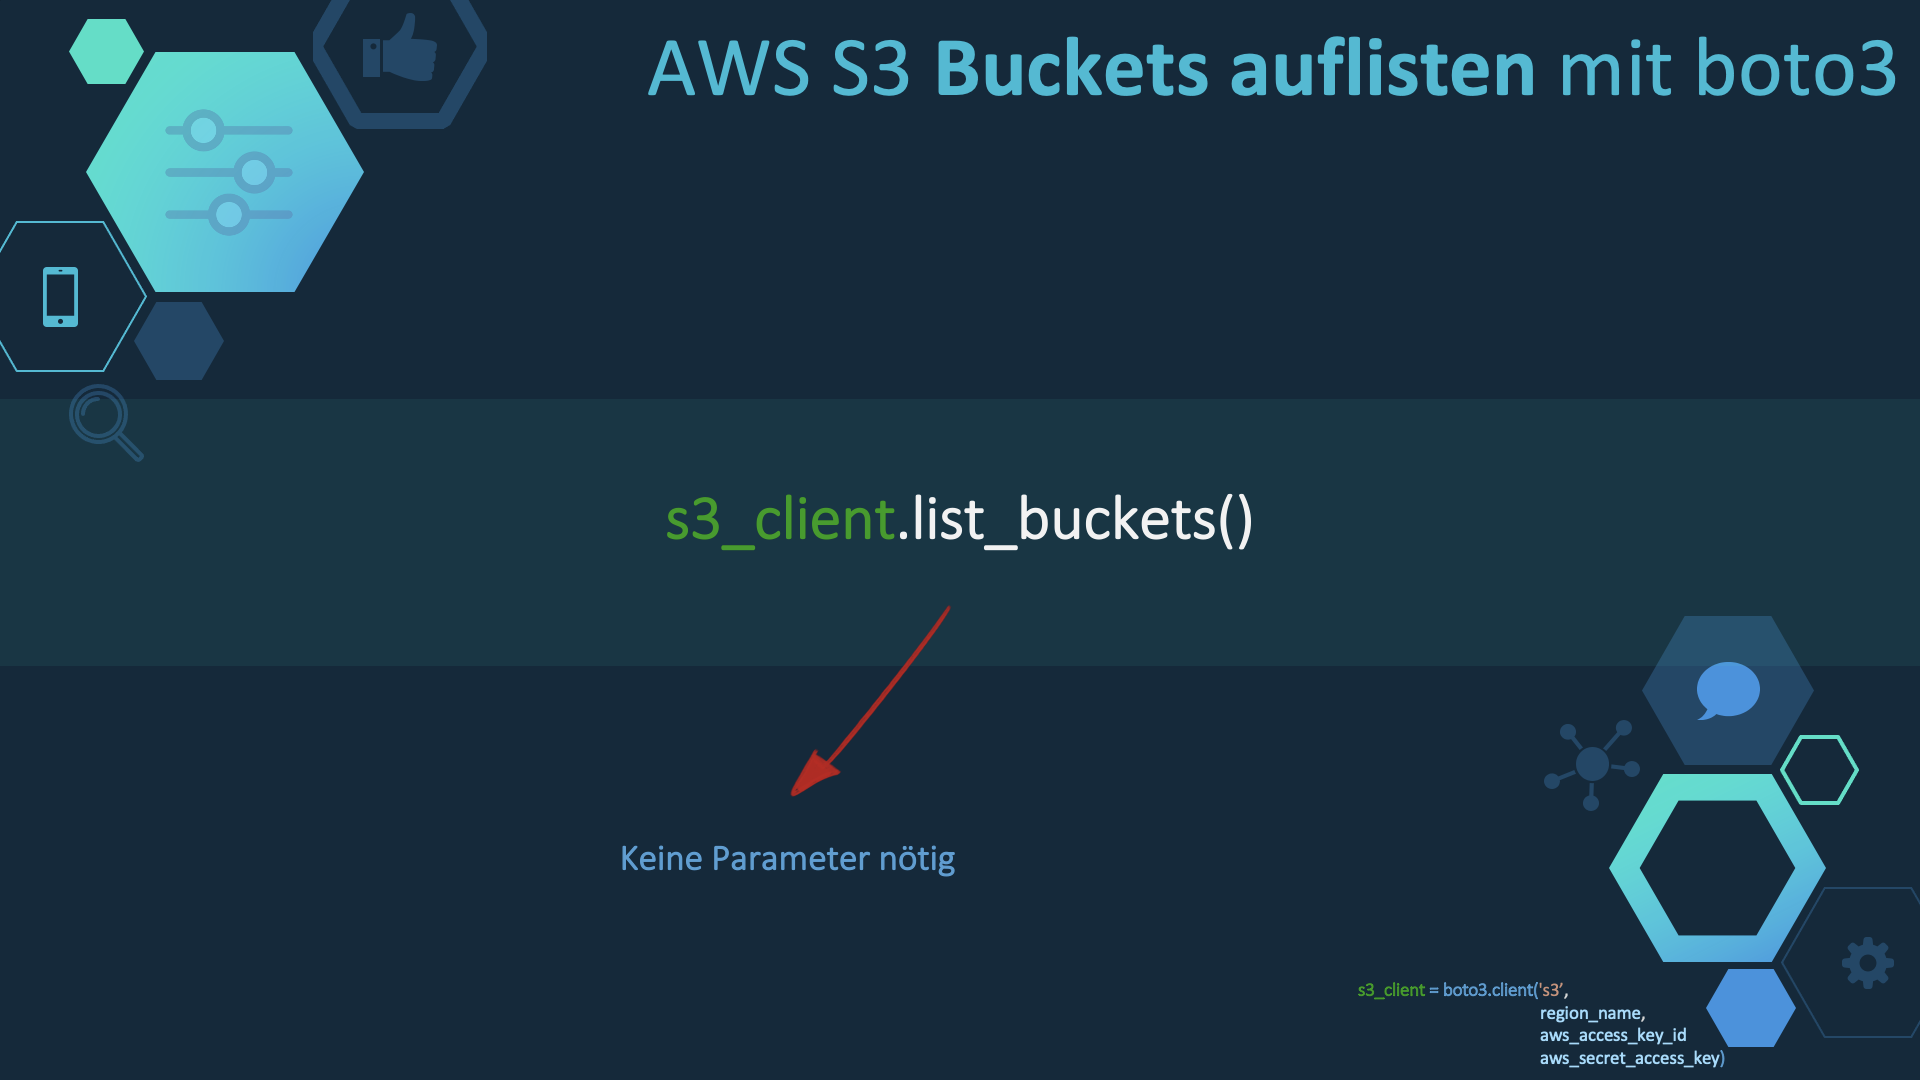 AWS S3 Buckets auflisten mit boto3
s3_client.list_buckets()
Keine Parameter nötig
s3_client = boto3.client('s3’,
region_name,
aws_access_key_id
aws_secret_access_key)